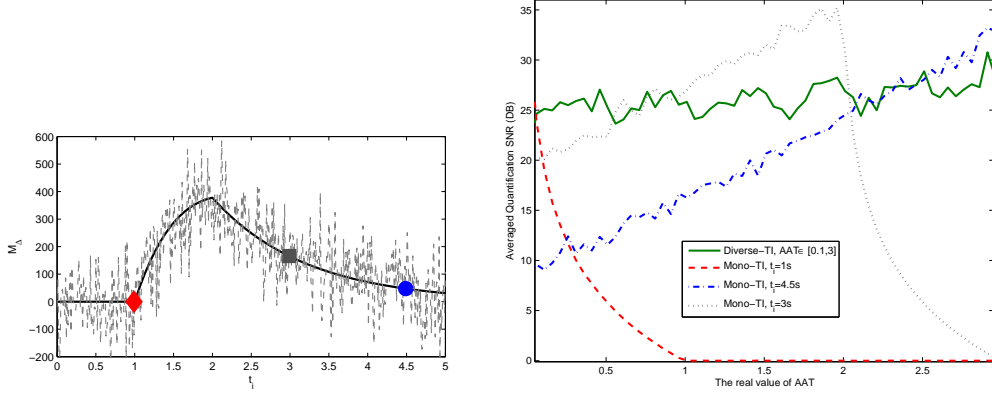 600
500
400
300
200
100
0
−100
−200
M_Δ
0 0.5 1 1.5 2 2.5 3 3.5 4 4.5 5
t_i
35
30
25
20
15
10
5
0
Averaged Quantification SNR (DB)
Diverse−TI, AAT∈ [0.1,3]
Mono−TI, t_i=1s
Mono−TI, t_i=4.5s
Mono−TI, t_i=3s
0.5 1 1.5 2 2.5
The real value of AAT